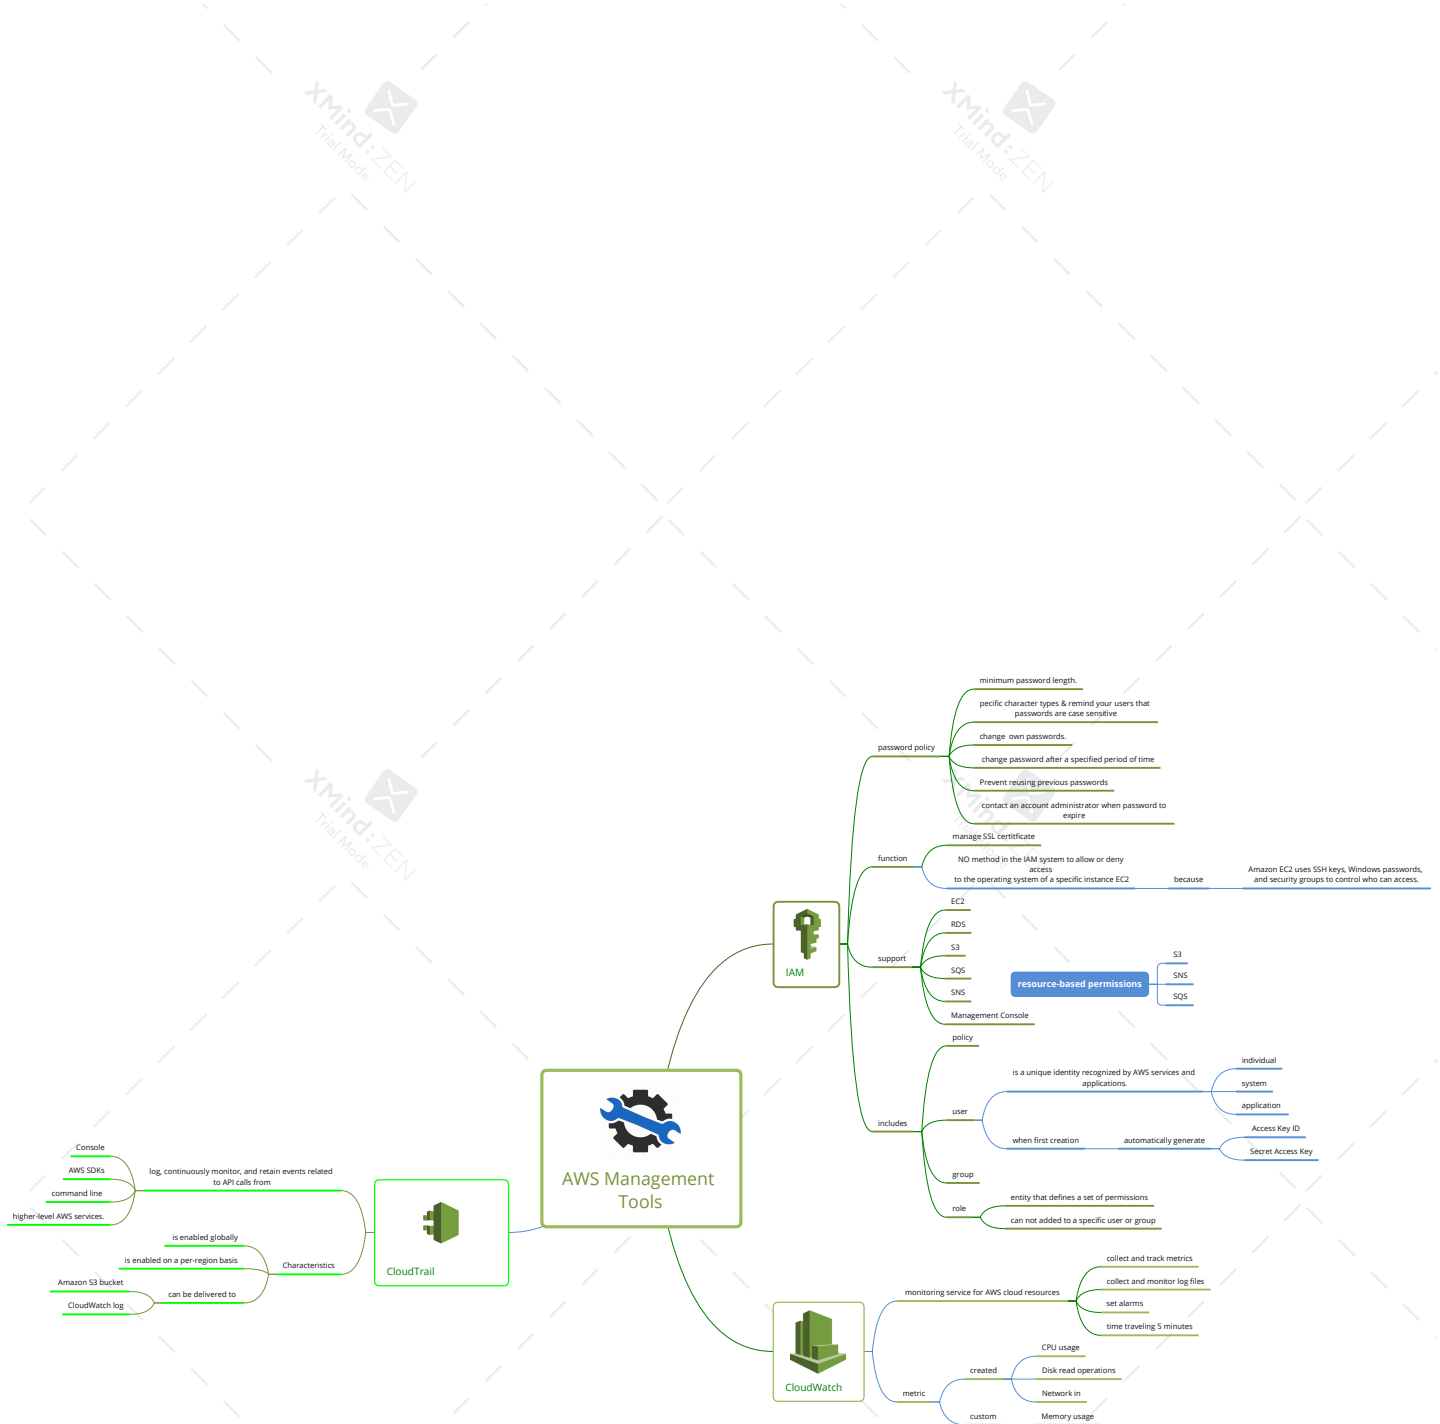 XMind:ZEN
Trial Mode
XMind:ZEN
Trial Mode
XMind:ZEN
Trial Mode
XMind:ZEN
Trial Mode
AWS Management
Tools
IAM
password policy
minimum password length.
pecific character types & remind your users that
passwords are case sensitive
change  own passwords.
change password after a specified period of time
Prevent reusing previous passwords
contact an account administrator when password to
expire
function
manage SSL certitficate
NO method in the IAM system to allow or deny
access
to the operating system of a specific instance EC2
because
Amazon EC2 uses SSH keys, Windows passwords,
and security groups to control who can access.
support
EC2
RDS
S3
SQS
SNS
Management Console
resource-based permissions
S3
SNS
SQS
includes
policy
user
is a unique identity recognized by AWS services and
applications.
individual
system
application
when first creation
automatically generate
Access Key ID
Secret Access Key
group
role
entity that defines a set of permissions
can not added to a specific user or group
CloudWatch
monitoring service for AWS cloud resources
collect and track metrics
collect and monitor log files
set alarms
time traveling 5 minutes
metric
created
CPU usage
Disk read operations
Network in
custom
Memory usage
CloudTrail
log, continuously monitor, and retain events related
to API calls from
Console
AWS SDKs
command line
higher-level AWS services.
Characteristics
is enabled globally
is enabled on a per-region basis
can be delivered to
Amazon S3 bucket
CloudWatch log